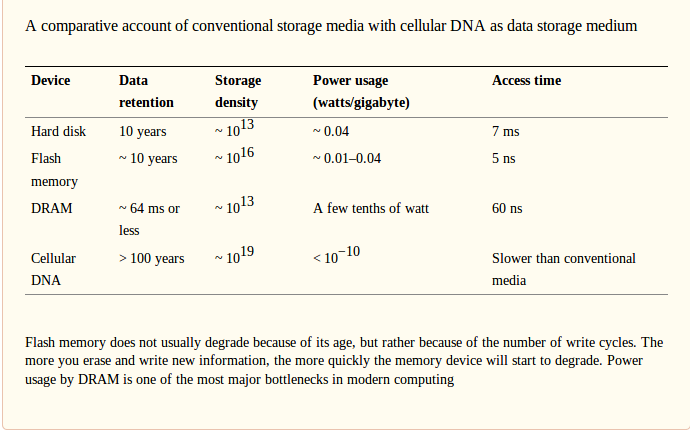 A comparative account of conventional storage media with cellular DNA as data storage medium
Device Data retention Storage density Power usage (watts/gigabyte) Access time
Hard disk 10 years ~ 10^13 ~ 0.04 7 ms
Flash memory ~ 10 years ~ 10^16 ~ 0.01–0.04 5 ns
DRAM ~ 64 ms or less ~ 10^13 A few tenths of watt 60 ns
Cellular DNA > 100 years ~ 10^19 < 10^−10 Slower than conventional media
Flash memory does not usually degrade because of its age, but rather because of the number of write cycles. The
more you erase and write new information, the more quickly the memory device will start to degrade. Power
usage by DRAM is one of the most major bottlenecks in modern computing